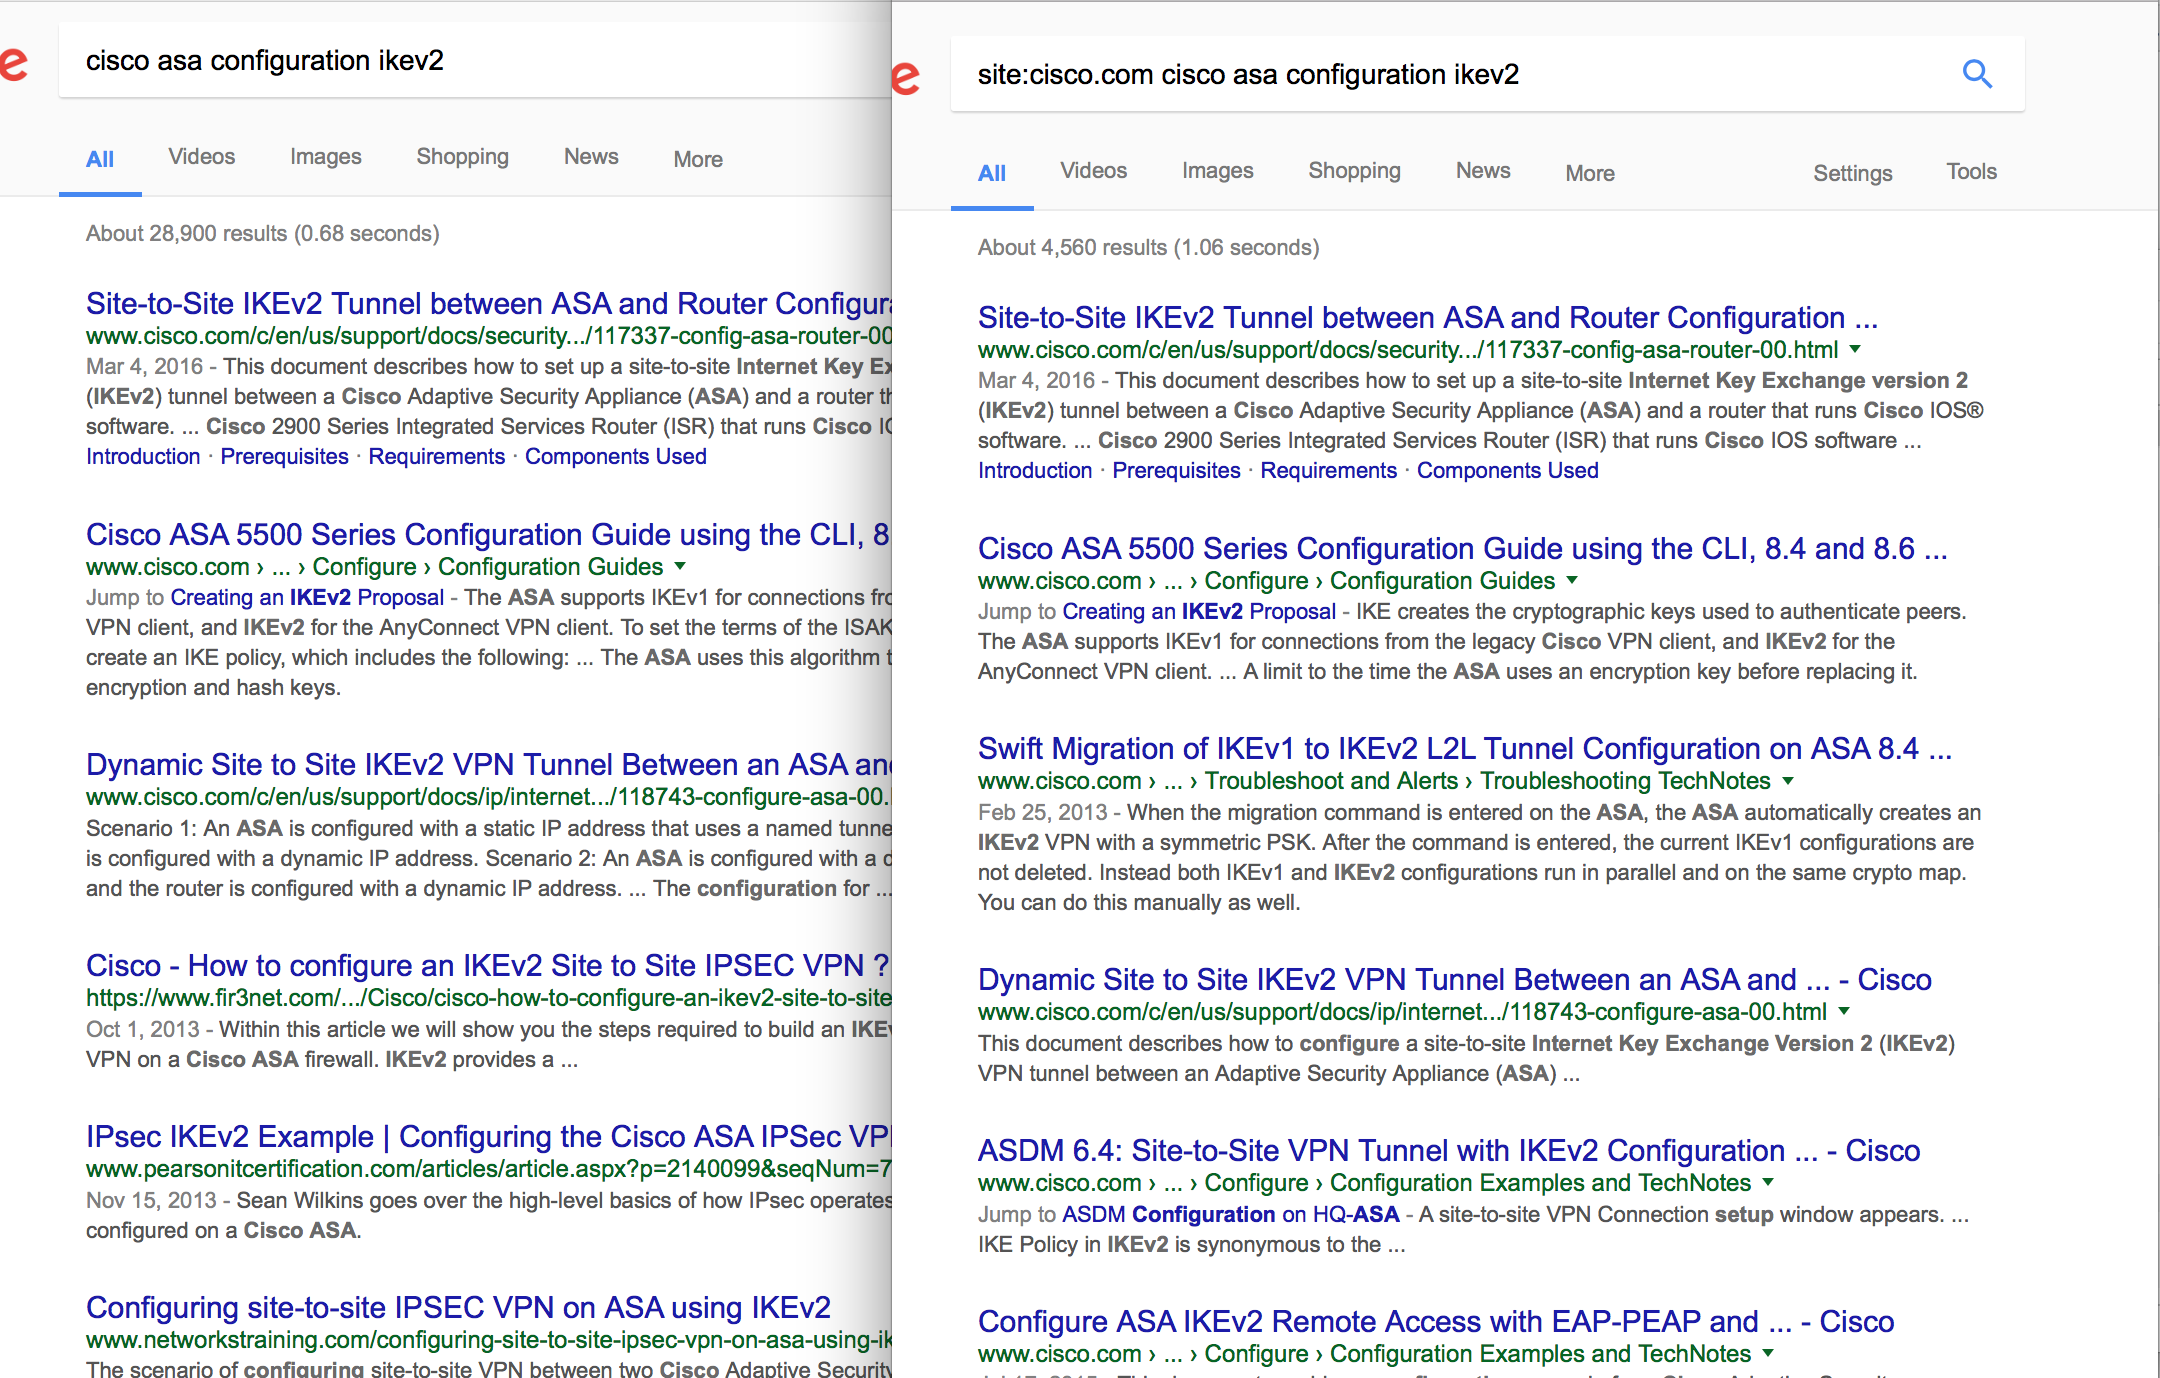 e
cisco asa configuration ikev2
All Videos Images Shopping News More
About 28,900 results (0.68 seconds)
Site-to-Site IKEv2 Tunnel between ASA and Router Configur
www.cisco.com/c/en/us/support/docs/security.../117337-config-asa-router-00
Mar 4, 2016 - This document describes how to set up a site-to-site Internet Key Ex
(IKEv2) tunnel between a Cisco Adaptive Security Appliance (ASA) and a router th
software. ... Cisco 2900 Series Integrated Services Router (ISR) that runs Cisco IO
Introduction · Prerequisites · Requirements · Components Used
Cisco ASA 5500 Series Configuration Guide using the CLI, 8
www.cisco.com › ... › Configure › Configuration Guides
Jump to Creating an IKEv2 Proposal - The ASA supports IKEv1 for connections fro
VPN client, and IKEv2 for the AnyConnect VPN client. To set the terms of the ISAK
create an IKE policy, which includes the following: ... The ASA uses this algorithm t
encryption and hash keys.
Dynamic Site to Site IKEv2 VPN Tunnel Between an ASA and
www.cisco.com/c/en/us/support/docs/ip/internet.../118743-configure-asa-00.
Scenario 1: An ASA is configured with a static IP address that uses a named tunne
is configured with a dynamic IP address. Scenario 2: An ASA is configured with a d
and the router is configured with a dynamic IP address. ... The configuration for ...
Cisco - How to configure an IKEv2 Site to Site IPSEC VPN ?
https://www.fir3net.com/.../Cisco/cisco-how-to-configure-an-ikev2-site-to-site
Oct 1, 2013 - Within this article we will show you the steps required to build an IKEv
VPN on a Cisco ASA firewall. IKEv2 provides a ...
IPsec IKEv2 Example | Configuring the Cisco ASA IPSec VP
www.pearsonitcertification.com/articles/article.aspx?p=2140099&seqNum=7
Nov 15, 2013 - Sean Wilkins goes over the high-level basics of how IPsec operates
configured on a Cisco ASA.
Configuring site-to-site IPSEC VPN on ASA using IKEv2
www.networkstraining.com/configuring-site-to-site-ipsec-vpn-on-asa-using-ik
The scenario of configuring site-to-site VPN between two Cisco Adaptive Security
e
site:cisco.com cisco asa configuration ikev2
All Videos Images Shopping News More Settings Tools
About 4,560 results (1.06 seconds)
Site-to-Site IKEv2 Tunnel between ASA and Router Configuration ...
www.cisco.com/c/en/us/support/docs/security.../117337-config-asa-router-00.html
Mar 4, 2016 - This document describes how to set up a site-to-site Internet Key Exchange version 2
(IKEv2) tunnel between a Cisco Adaptive Security Appliance (ASA) and a router that runs Cisco IOS®
software. ... Cisco 2900 Series Integrated Services Router (ISR) that runs Cisco IOS software ...
Introduction · Prerequisites · Requirements · Components Used
Cisco ASA 5500 Series Configuration Guide using the CLI, 8.4 and 8.6 ...
www.cisco.com › ... › Configure › Configuration Guides
Jump to Creating an IKEv2 Proposal - IKE creates the cryptographic keys used to authenticate peers.
The ASA supports IKEv1 for connections from the legacy Cisco VPN client, and IKEv2 for the
AnyConnect VPN client. ... A limit to the time the ASA uses an encryption key before replacing it.
Swift Migration of IKEv1 to IKEv2 L2L Tunnel Configuration on ASA 8.4 ...
www.cisco.com › ... › Troubleshoot and Alerts › Troubleshooting TechNotes
Feb 25, 2013 - When the migration command is entered on the ASA, the ASA automatically creates an
IKEv2 VPN with a symmetric PSK. After the command is entered, the current IKEv1 configurations are
not deleted. Instead both IKEv1 and IKEv2 configurations run in parallel and on the same crypto map.
You can do this manually as well.
Dynamic Site to Site IKEv2 VPN Tunnel Between an ASA and ... - Cisco
www.cisco.com/c/en/us/support/docs/ip/internet.../118743-configure-asa-00.html
This document describes how to configure a site-to-site Internet Key Exchange Version 2 (IKEv2)
VPN tunnel between an Adaptive Security Appliance (ASA) ...
ASDM 6.4: Site-to-Site VPN Tunnel with IKEv2 Configuration ... - Cisco
www.cisco.com › ... › Configure › Configuration Examples and TechNotes
Jump to ASDM Configuration on HQ-ASA - A site-to-site VPN Connection setup window appears. ...
IKE Policy in IKEv2 is synonymous to the ...
Configure ASA IKEv2 Remote Access with EAP-PEAP and ... - Cisco
www.cisco.com › ... › Configure › Configuration Examples and TechNotes